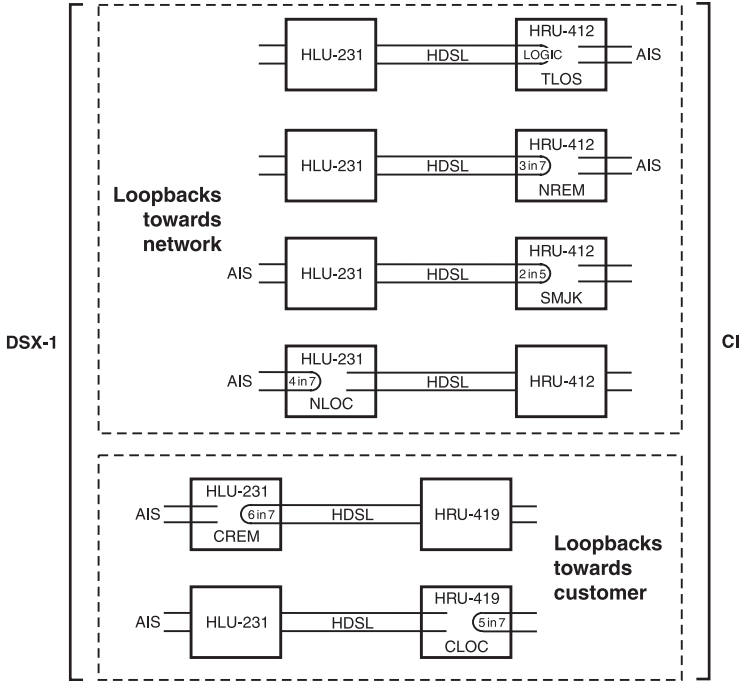 HRU-412
HLU-231 HDSL LOGIC AIS
TLOS
HRU-412
HLU-231 HDSL 3 in 7 AIS
NREM
Loopbacks
towards
network
HRU-412
AIS HLU-231 HDSL 2 in 5
SMJK
DSX-1
CI
HLU-231
AIS 4 in 7 HDSL HRU-412
NLOC
HLU-231
AIS 6 in 7 HDSL HRU-419
CREM
Loopbacks
towards
customer
HRU-419
AIS HLU-231 HDSL 5 in 7
CLOC